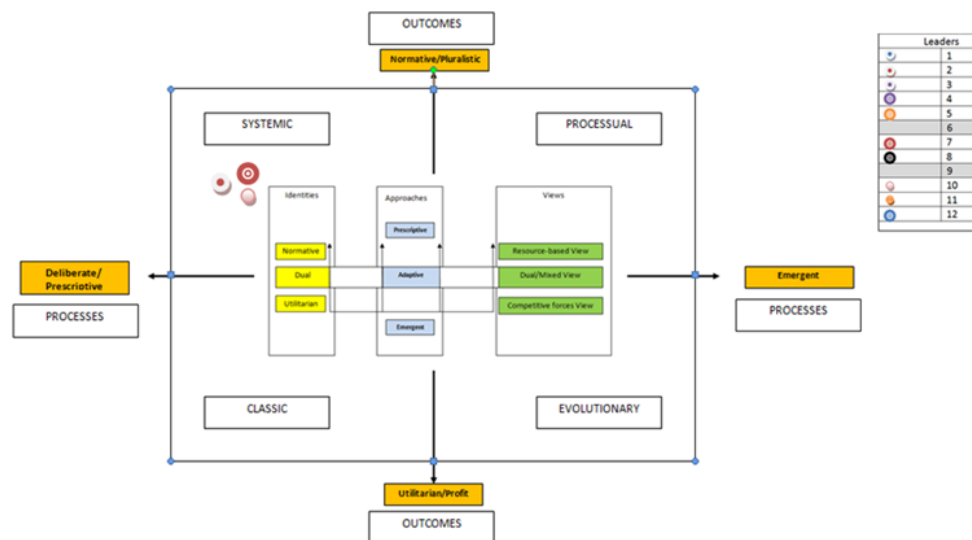 OUTCOMES
Normative/Pluralistic
Leaders
1
2
3
4
5
6
7
8
9
10
11
12
SYSTEMIC
PROCESSUAL
Identities
Approaches
Views
Prescriptive
Normative
Resource-based View
Deliberate/
Prescriotive
Dual
Adaptive
Dual/Mixed View
Emergent
PROCESSES
Utilitarian
Competitive forces View
PROCESSES
Emergent
CLASSIC
EVOLUTIONARY
Utilitarian/Profit
OUTCOMES